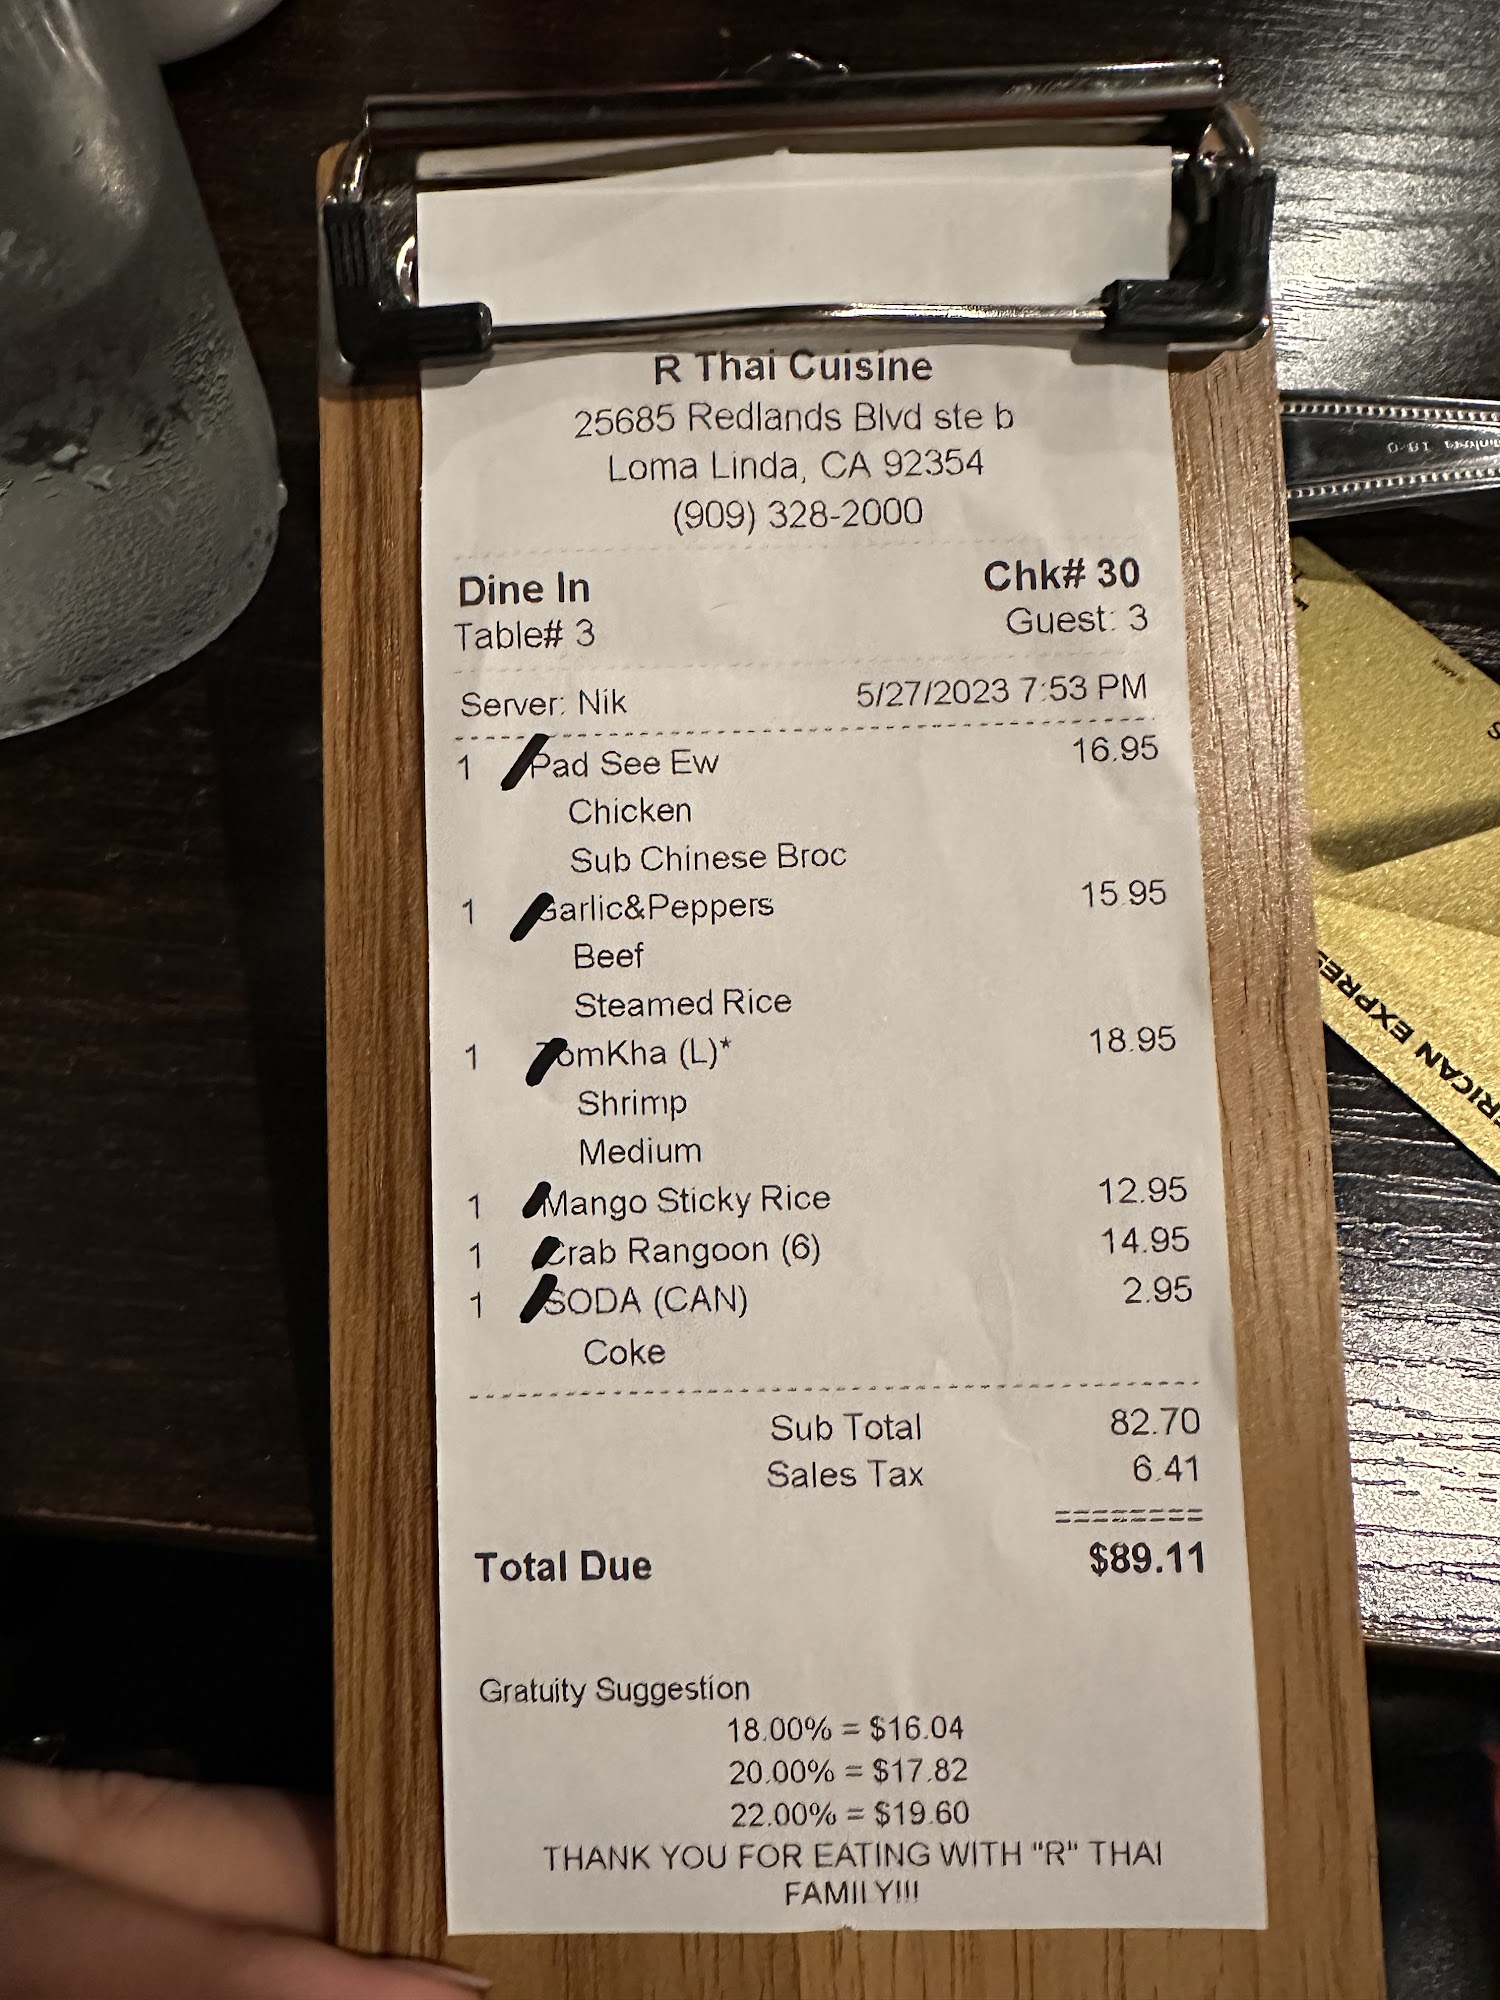 R Thai Cuisine
25685 Redlands Blvd ste b
Loma Linda, CA 92354
(909) 328-2000
Dine In Chk# 30
Table# 3 Guest: 3
Server: Nik 5/27/2023 7:53 PM
1 Pad See Ew 16.95
Chicken
Sub Chinese Broc
1 Garlic&Peppers 15.95
Beef
Steamed Rice
1 TomKha (L)* 18.95
Shrimp
Medium
1 Mango Sticky Rice 12.95
1 Crab Rangoon (6) 14.95
1 SODA (CAN) 2.95
Coke
Sub Total 82.70
Sales Tax 6.41
========
Total Due $89.11
Gratuity Suggestion
18.00% = $16.04
20.00% = $17.82
22.00% = $19.60
THANK YOU FOR EATING WITH "R" THAI
FAMILY!!!
RICAN EXPRES